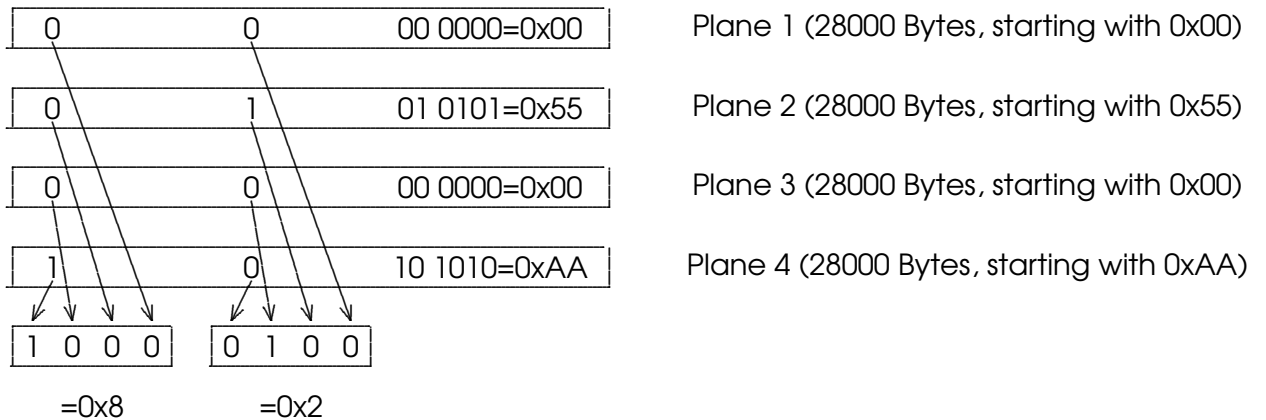 0 0 00 0000=0x00 Plane 1 (28000 Bytes, starting with 0x00)
0 1 01 0101=0x55 Plane 2 (28000 Bytes, starting with 0x55)
0 0 00 0000=0x00 Plane 3 (28000 Bytes, starting with 0x00)
1 0 10 1010=0xAA Plane 4 (28000 Bytes, starting with 0xAA)
1 0 0 0 0 1 0 0
=0x8 =0x2